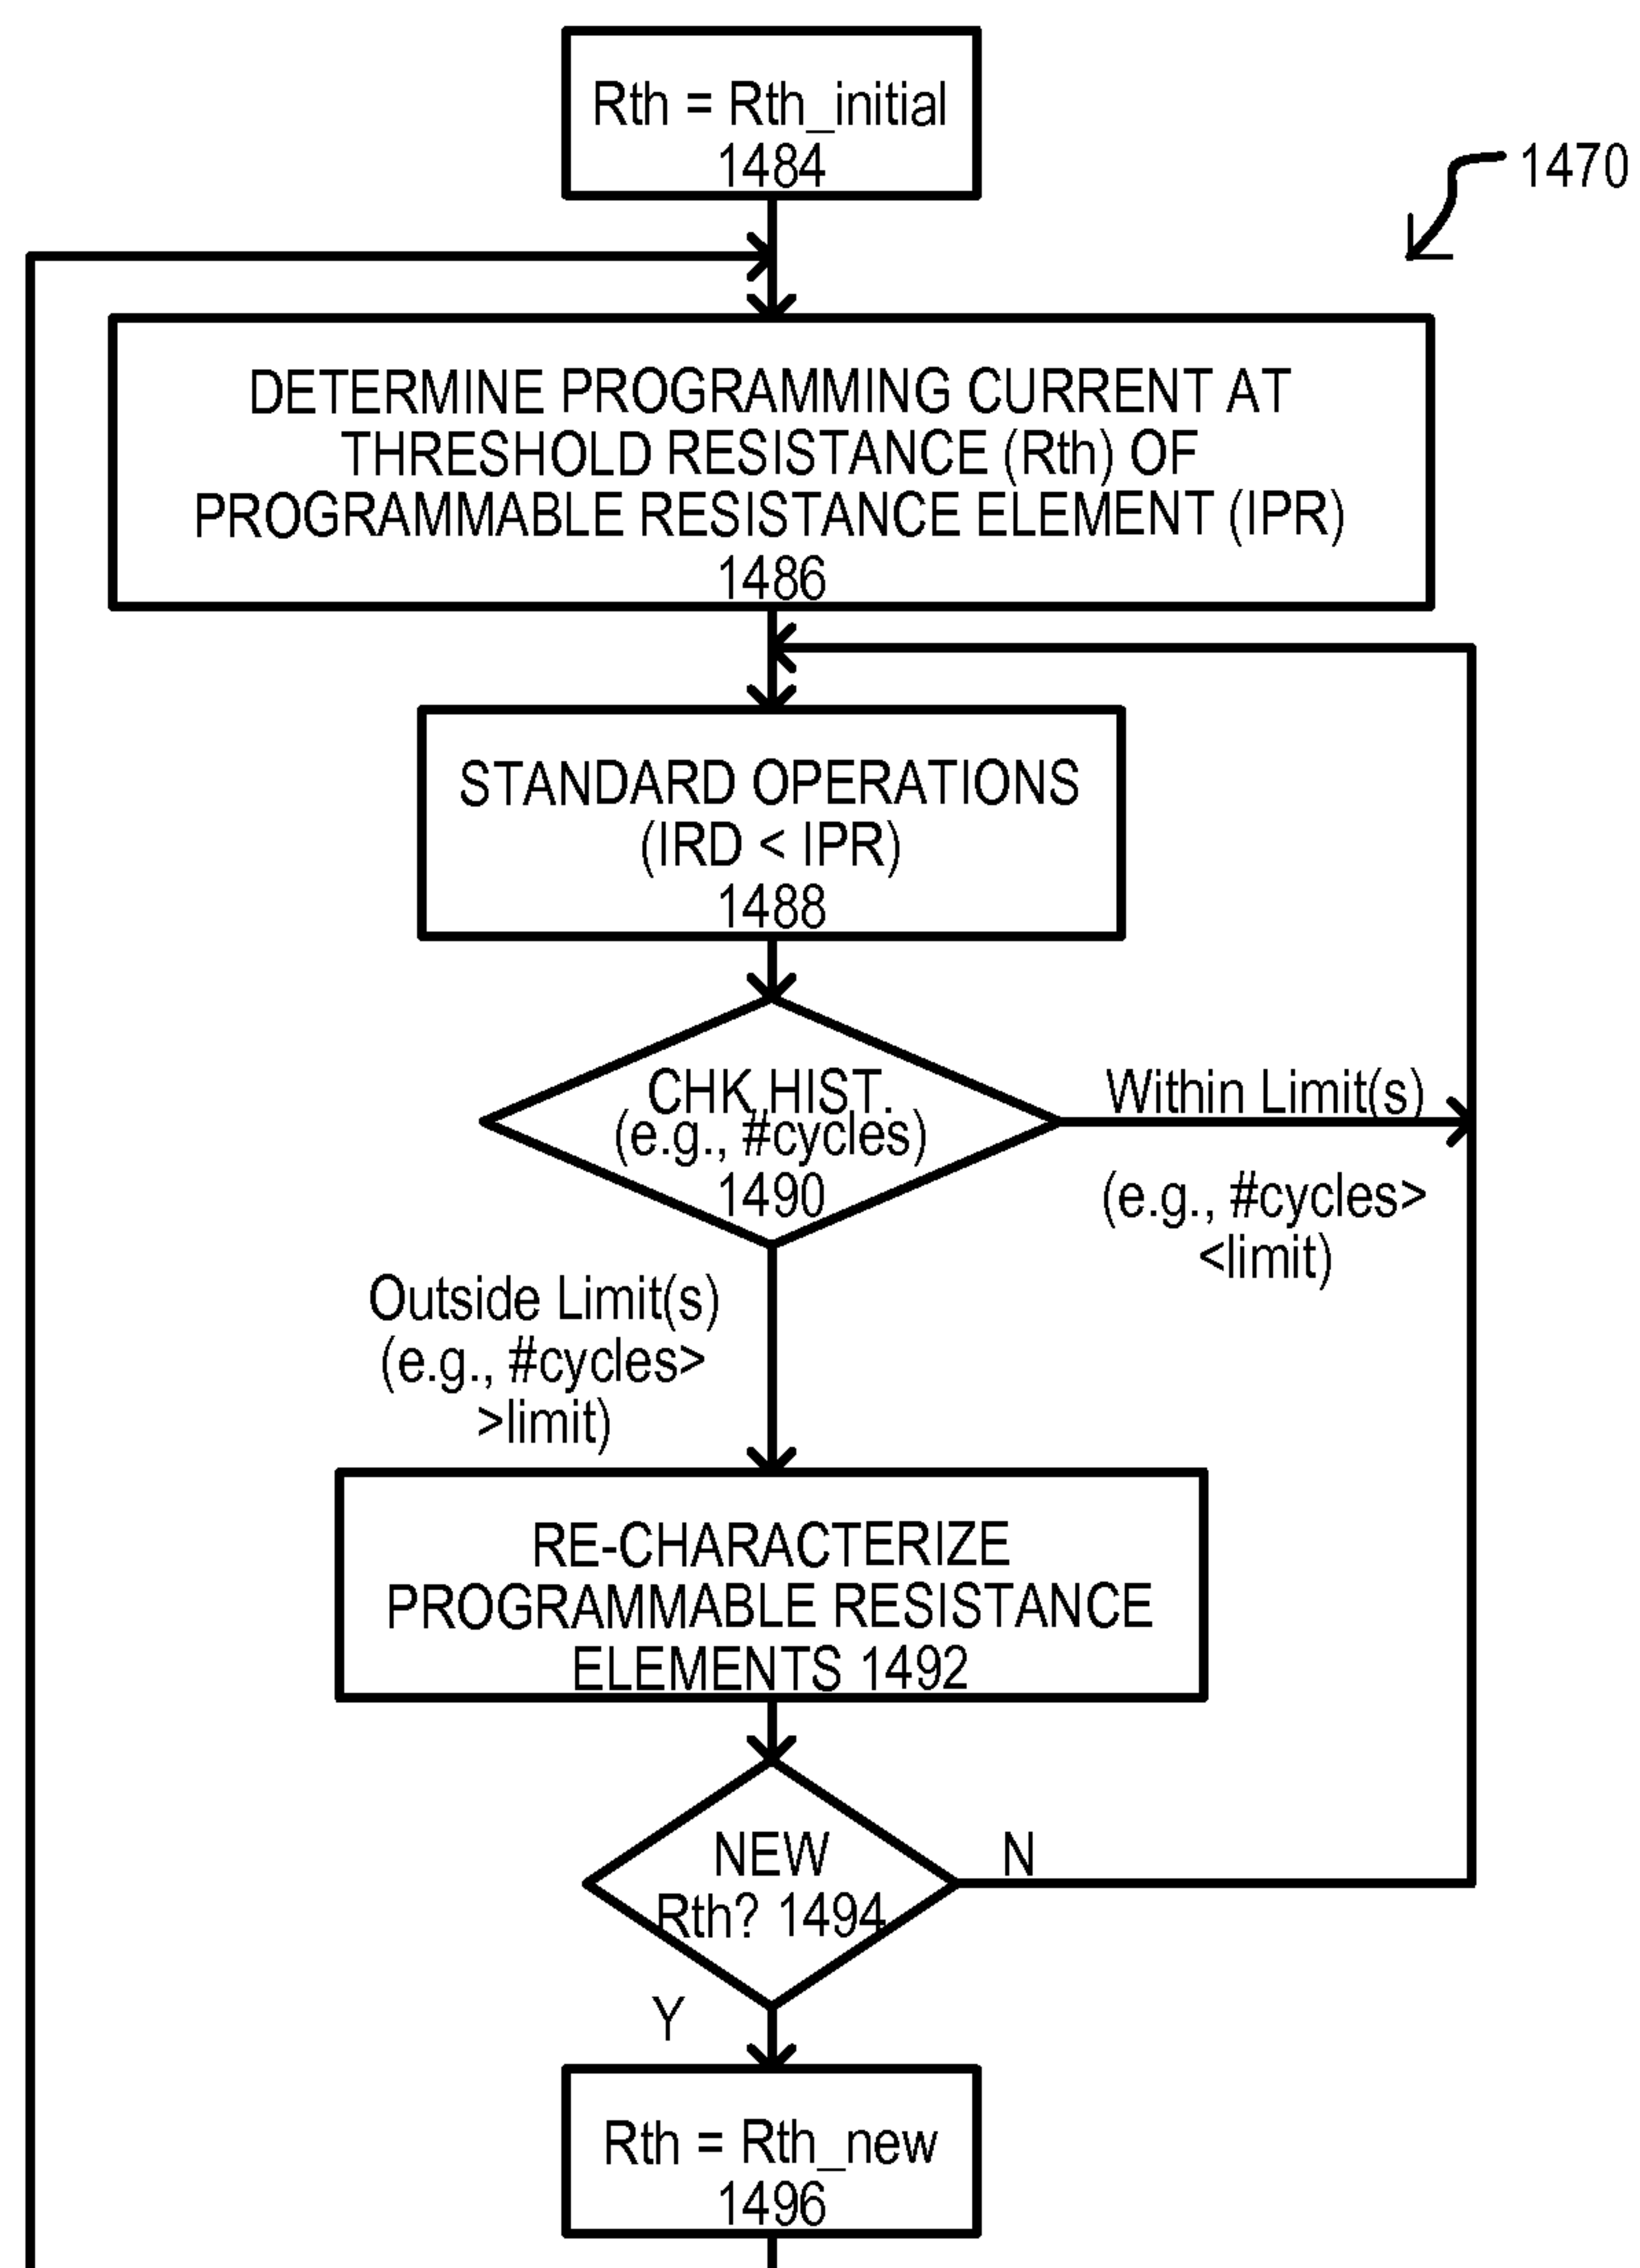 Rth = Rth_initial
1484
1470
DETERMINE PROGRAMMING CURRENT AT
THRESHOLD RESISTANCE (Rth) OF
PROGRAMMABLE RESISTANCE ELEMENT (IPR)
1486
STANDARD OPERATIONS
(IRD < IPR)
1488
CHK HIST.
(e.g., #cycles)
1490
Within Limit(s)
(e.g., #cycles>
<limit)
Outside Limit(s)
(e.g., #cycles>
>limit)
RE-CHARACTERIZE
PROGRAMMABLE RESISTANCE
ELEMENTS 1492
NEW
Rth? 1494
N
Y
Rth = Rth_new
1496